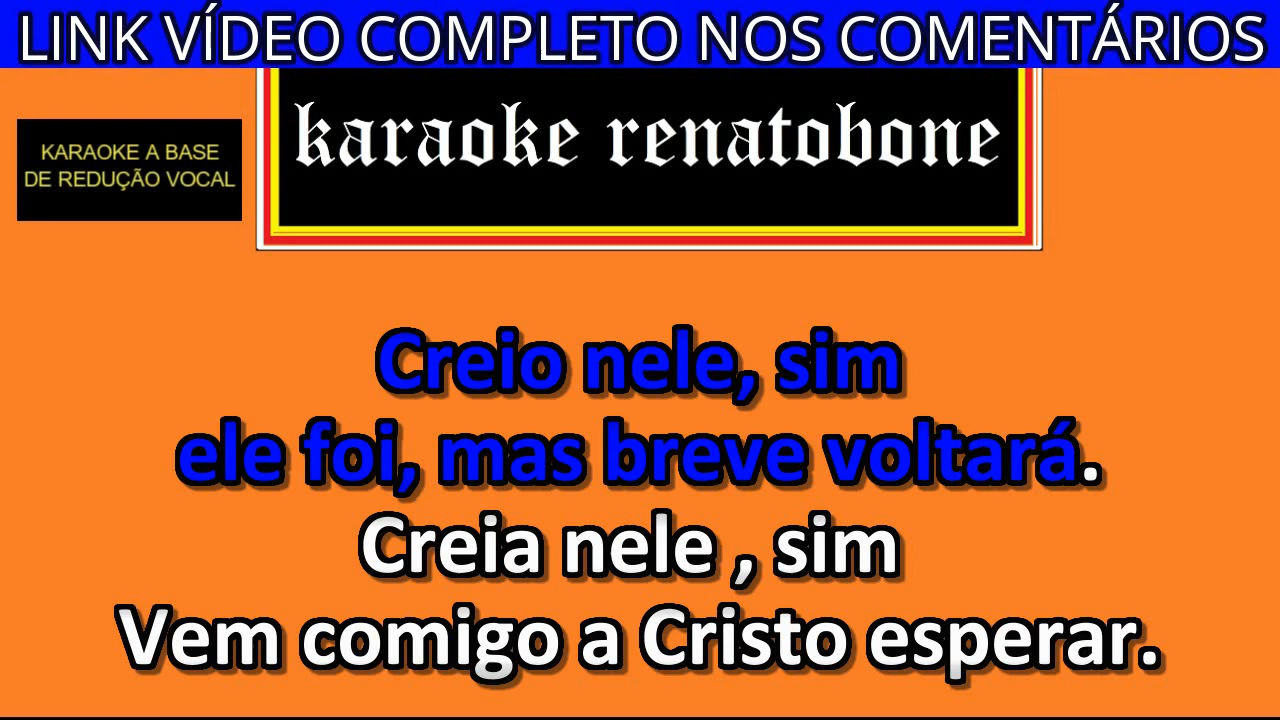 LINK VÍDEO COMPLETO NOS COMENTÁRIOS
karaoke renatobone
KARAOKE A BASE
DE REDUÇÃO VOCAL
Creio nele, sim
ele foi, mas breve voltará.
Creia nele , sim
Vem comigo a Cristo esperar.